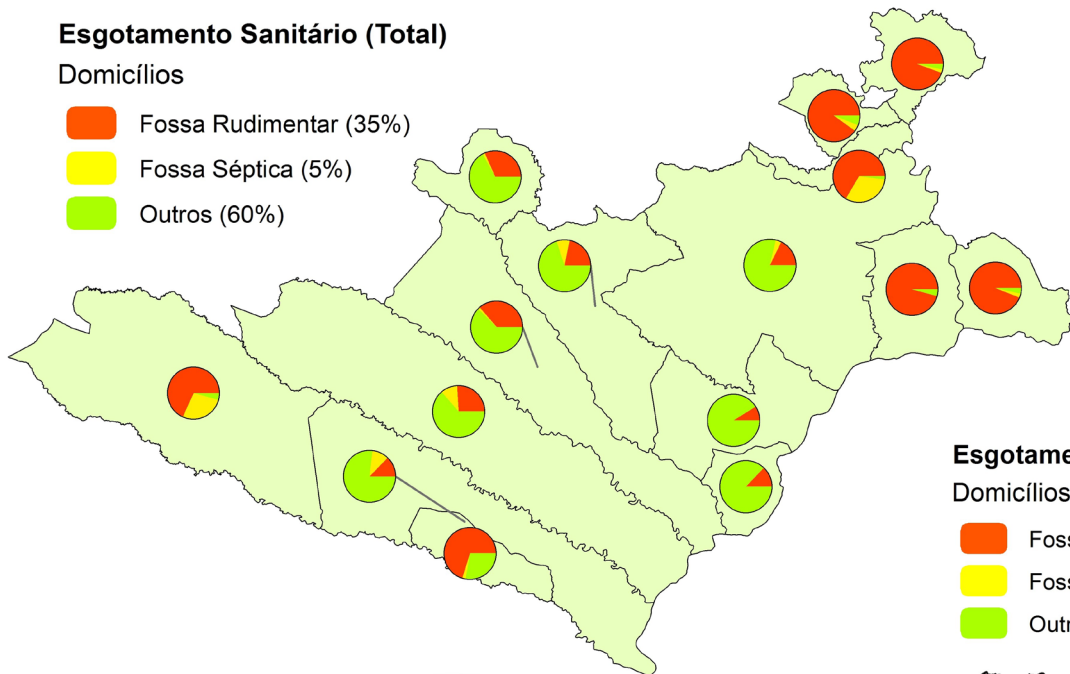 Esgotamento Sanitário (Total)
Domicílios
Fossa Rudimentar (35%)
Fossa Séptica (5%)
Outros (60%)
Domicílios